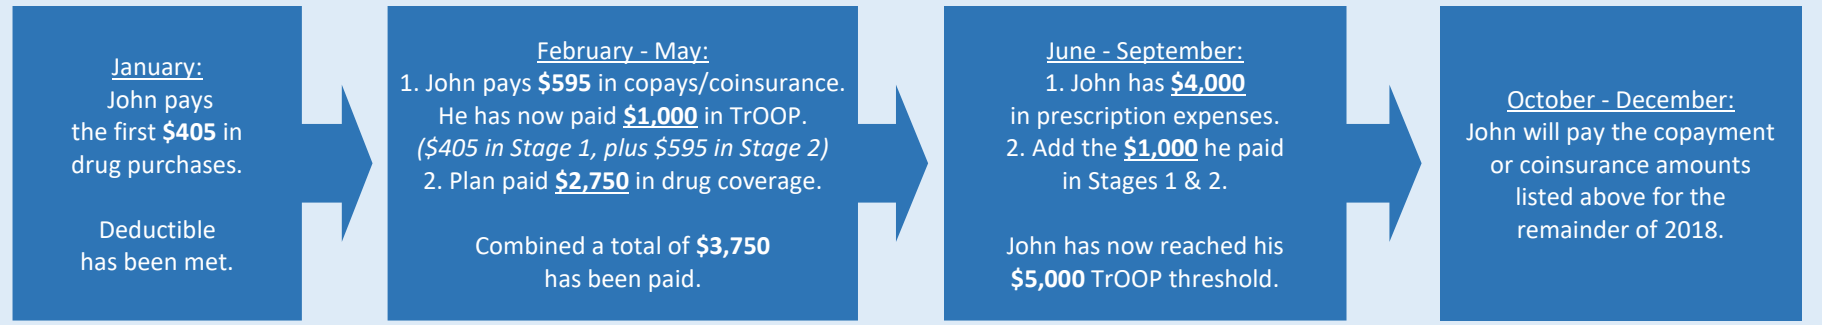 January:
John pays
the first $405 in
drug purchases.
Deductible
has been met.
February - May:
1. John pays $595 in copays/coinsurance.
He has now paid $1,000 in TrOOP.
($405 in Stage 1, plus $595 in Stage 2)
2. Plan paid $2,750 in drug coverage.
Combined a total of $3,750
has been paid.
June - September:
1. John has $4,000
in prescription expenses.
2. Add the $1,000 he paid
in Stages 1 & 2.
John has now reached his
$5,000 TrOOP threshold.
October - December:
John will pay the copayment
or coinsurance amounts
listed above for the
remainder of 2018.